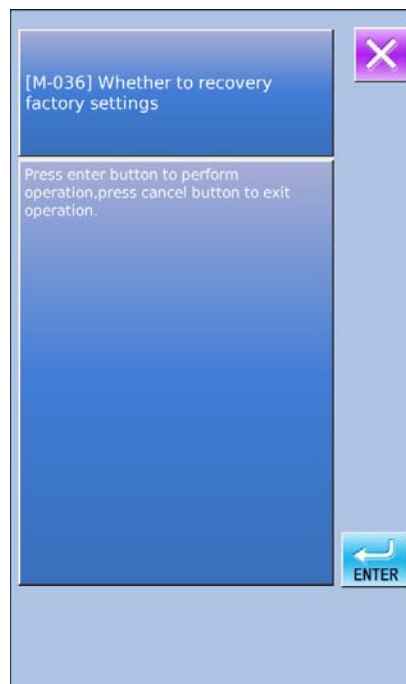 [M-036] Whether to recovery
factory settings
Press enter button to perform
operation,press cancel button to exit
operation.
ENTER